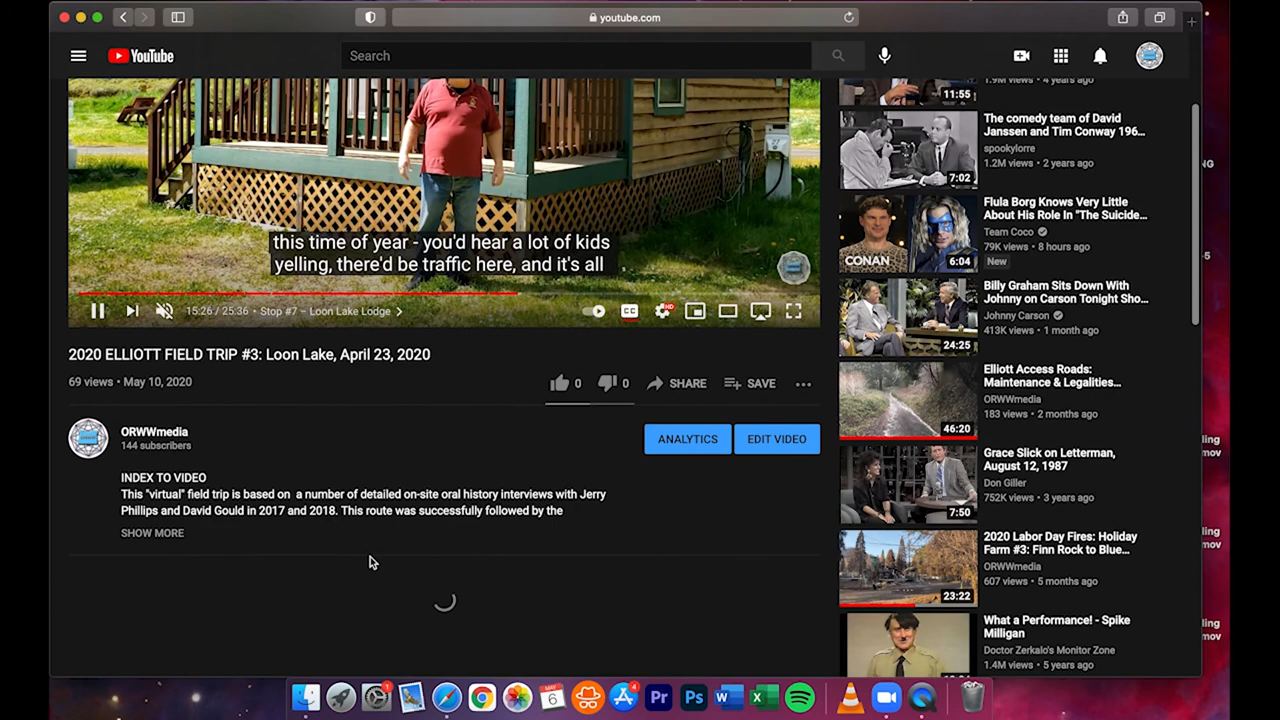 youtube.com
YouTube
Search
this time of year - you'd hear a lot of kids
yelling, there'd be traffic here, and it's all
15:26 / 25:36 • Stop #7 – Loon Lake Lodge >
CC
HD
2020 ELLIOTT FIELD TRIP #3: Loon Lake, April 23, 2020
69 views • May 10, 2020
0
0
SHARE
SAVE
ORWWmedia
144 subscribers
ANALYTICS
EDIT VIDEO
INDEX TO VIDEO
This "virtual" field trip is based on a number of detailed on-site oral history interviews with Jerry
Phillips and David Gould in 2017 and 2018. This route was successfully followed by the
SHOW MORE
1.9M views • 4 years ago
11:55
The comedy team of David
Janssen and Tim Conway 196...
spookylorre
1.2M views • 2 years ago
7:02
Flula Borg Knows Very Little
About His Role In "The Suicide...
Team Coco
79K views • 8 hours ago
New
CONAN
6:04
Billy Graham Sits Down With
Johnny on Carson Tonight Sho...
Johnny Carson
413K views • 1 month ago
24:25
Elliott Access Roads:
Maintenance & Legalities...
ORWWmedia
183 views • 2 months ago
46:20
Grace Slick on Letterman,
August 12, 1987
Don Giller
752K views • 3 years ago
7:50
2020 Labor Day Fires: Holiday
Farm #3: Finn Rock to Blue...
ORWWmedia
607 views • 5 months ago
23:22
What a Performance! - Spike
Milligan
Doctor Zerkalo's Monitor Zone
1.4M views • 5 years ago
MAY
6
1
4
Pr
Ps
W
X